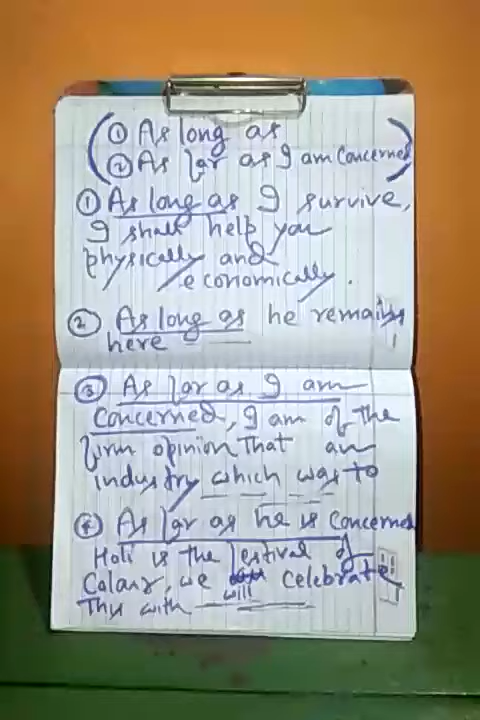 ① As long as
② As far as I am Concerned
① As long as I survive,
I shall help you
physically and
economically.
② As long as he remains
here
③ As far as I am
Concerned, I am of the
firm opinion that an
industry which was to
④ As far as he is Concerned
Holi is the festival of
Colany, we will celebrate
This with